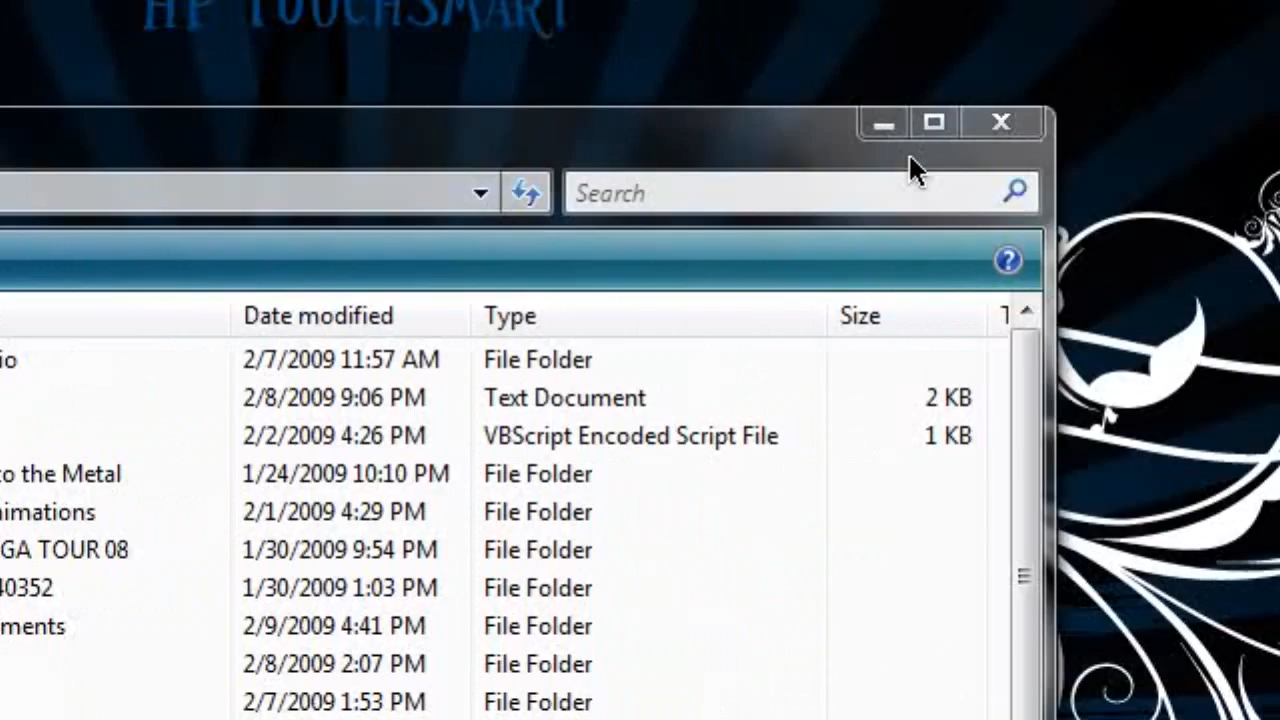 HP TOUCHSMART
Search
Date modified Type Size
io 2/7/2009 11:57 AM File Folder
2/8/2009 9:06 PM Text Document 2 KB
2/2/2009 4:26 PM VBScript Encoded Script File 1 KB
to the Metal 1/24/2009 10:10 PM File Folder
nimations 2/1/2009 4:29 PM File Folder
GA TOUR 08 1/30/2009 9:54 PM File Folder
40352 1/30/2009 1:03 PM File Folder
ments 2/9/2009 4:41 PM File Folder
2/8/2009 2:07 PM File Folder
2/7/2009 1:53 PM File Folder